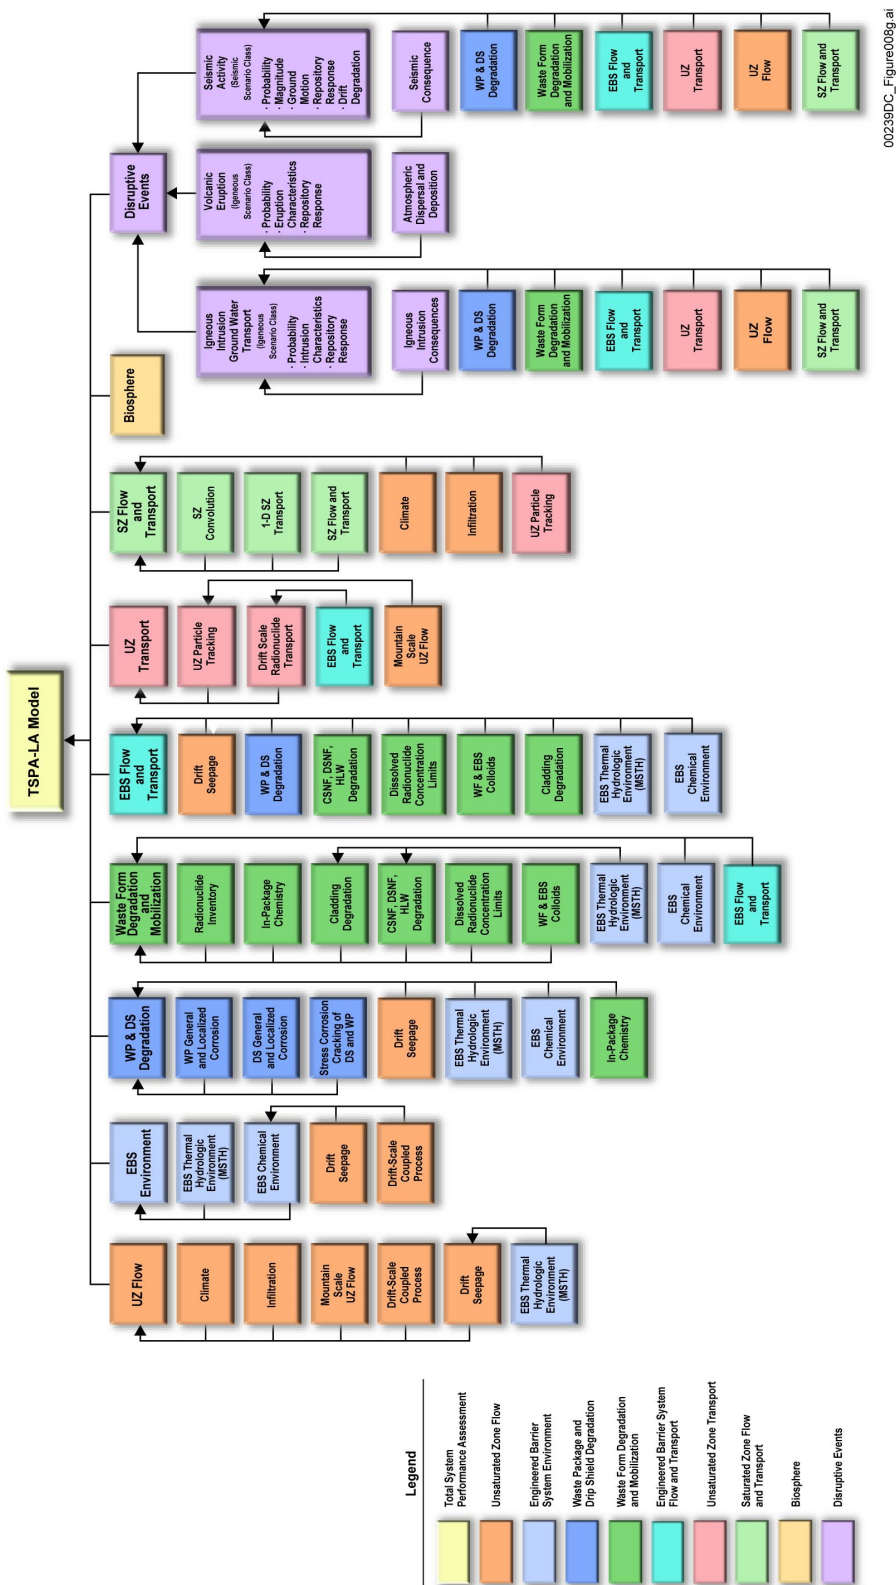 TSPA-LA Model
UZ Flow
Climate
Infiltration
Mountain
Scale
UZ Flow
Drift-Scale
Coupled
Process
Drift
Seepage
EBS Thermal
Hydrologic
Environment
(MSTH)
EBS
Environment
EBS Thermal
Hydrologic
Environment
(MSTH)
EBS Chemical
Environment
Drift
Seepage
Drift-Scale
Coupled
Process
WP & DS
Degradation
WP General
and Localized
Corrosion
DS General
and Localized
Corrosion
Stress Corrosion
Cracking of
DS and WP
Drift
Seepage
EBS Thermal
Hydrologic
Environment
(MSTH)
EBS
Chemical
Environment
In-Package
Chemistry
Waste Form
Degradation
and
Mobilization
Radionuclide
Inventory
In-Package
Chemistry
Cladding
Degradation
CSNF, DSNF,
HLW
Degradation
Dissolved
Radionuclide
Concentration
Limits
WF & EBS
Colloids
EBS Thermal
Hydrologic
Environment
(MSTH)
EBS
Chemical
Environment
EBS Flow
and
Transport
EBS Flow
and
Transport
Drift
Seepage
WP & DS
Degradation
CSNF, DSNF,
HLW
Degradation
Dissolved
Radionuclide
Concentration
Limits
WF & EBS
Colloids
Cladding
Degradation
EBS Thermal
Hydrologic
Environment
(MSTH)
EBS
Chemical
Environment
UZ
Transport
UZ Particle
Tracking
Drift Scale
Radionuclide
Transport
EBS Flow
and
Transport
Mountain
Scale
UZ Flow
SZ Flow
and
Transport
SZ
Convolution
1-D SZ
Transport
SZ Flow and
Transport
Climate
Infiltration
UZ Particle
Tracking
Biosphere
Disruptive
Events
Igneous
Intrusion
Ground Water
Transport
(Igneous
Scenario Class)
· Probability
· Intrusion
Characteristics
· Repository
Response
Igneous
Intrusion
Consequences
WP & DS
Degradation
Waste Form
Degradation
and Mobilization
EBS Flow
and
Transport
UZ
Transport
UZ
Flow
SZ Flow and
Transport
Volcanic
Eruption
(Igeneous
Scenario Class)
· Probability
· Eruption
Characteristics
· Repository
Response
Atmospheric
Dispersal and
Deposition
Seismic
Activity
(Seismic
Scenario Class)
· Probability
· Magnitude
· Ground
Motion
· Repository
Response
· Drift
Degradation
Seismic
Consequence
WP & DS
Degradation
Waste Form
Degradation
and Mobilization
EBS Flow
and
Transport
UZ
Transport
UZ
Flow
SZ Flow and
Transport
Legend
Total System
Performance Assessment
Unsaturated Zone Flow
Engineered Barrier
System Environment
Waste Package and
Drip Shield Degradation
Waste Form Degradation
and Mobilization
Engineered Barrier System
Flow and Transport
Unsaturated Zone Transport
Saturated Zone Flow
and Transport
Biosphere
Disruptive Events
00239DC_Figure008g.ai